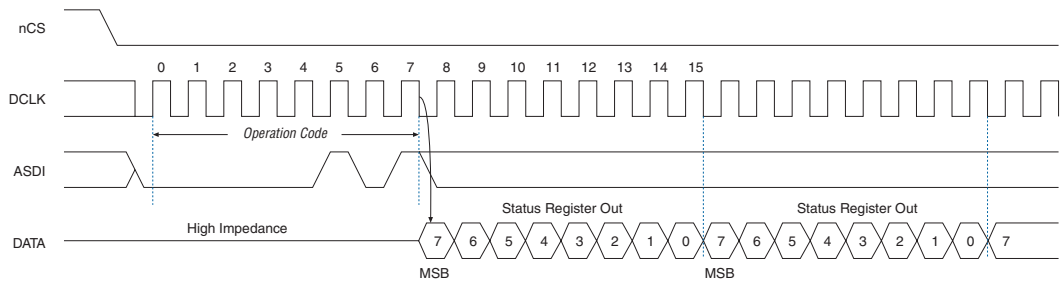 nCS
0 1 2 3 4 5 6 7 8 9 10 11 12 13 14 15
DCLK
Operation Code
ASDI
Status Register Out Status Register Out
High Impedance
DATA 7 6 5 4 3 2 1 0 7 6 5 4 3 2 1 0 7
MSB MSB